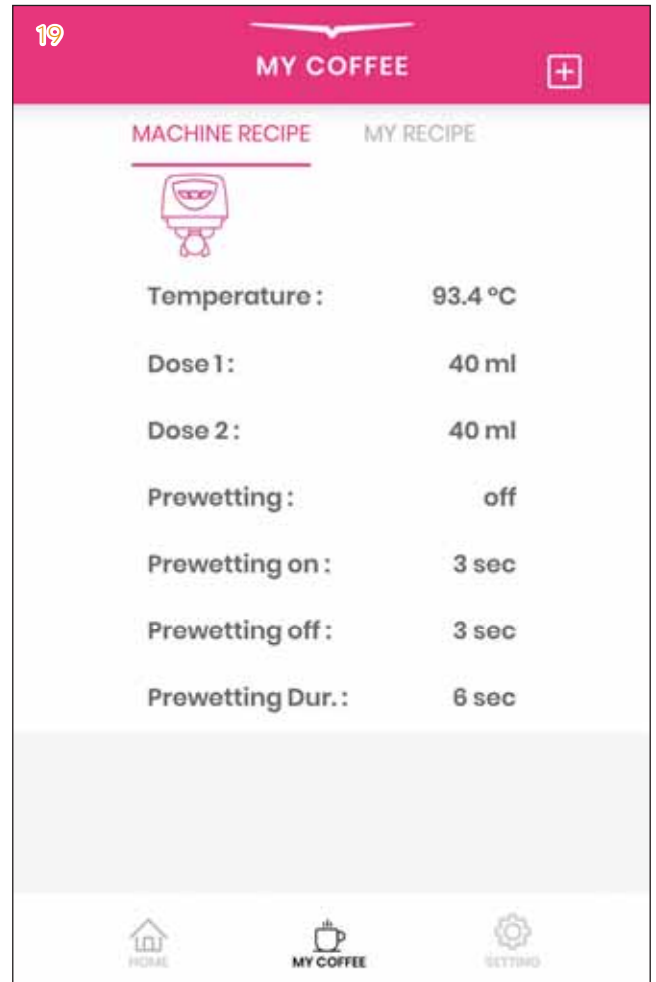 19
MY COFFEE
MACHINE RECIPE MY RECIPE
Temperature : 93.4 °C
Dose 1 : 40 ml
Dose 2 : 40 ml
Prewetting : off
Prewetting on : 3 sec
Prewetting off : 3 sec
Prewetting Dur. : 6 sec
HOME MY COFFEE SETTING